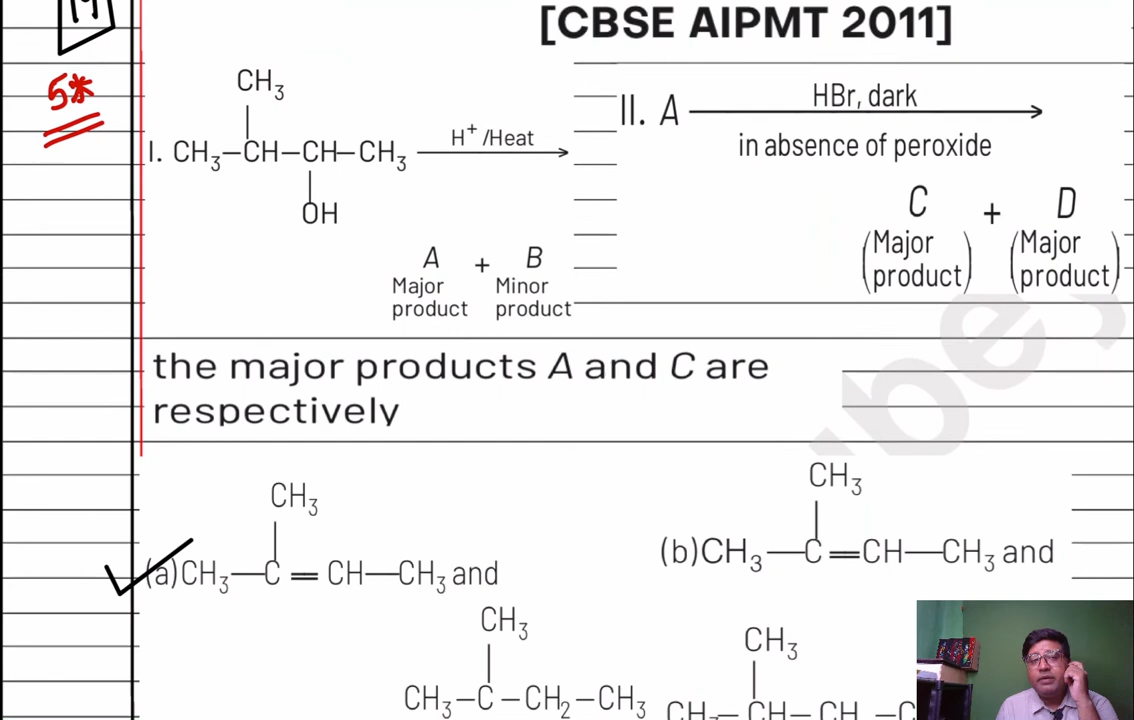 [CBSE AIPMT 2011]
5*
CH₃
I. CH₃–CH–CH–CH₃ H⁺/Heat
OH
A + B
Major Minor
product product
II. A HBr, dark
in absence of peroxide
C + D
(Major product) (Major product)
the major products A and C are
respectively
CH₃
(a) CH₃—C=CH—CH₃ and
CH₃
CH₃–C–CH₂–CH₃
CH₃
(b) CH₃—C=CH—CH₃ and
CH₃